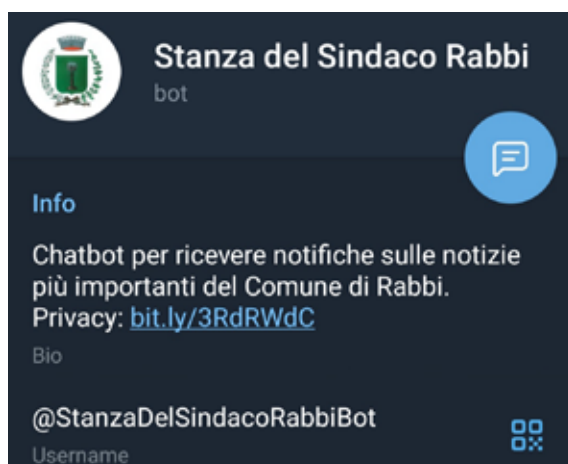 Stanza del Sindaco Rabbi
bot
Info
Chatbot per ricevere notifiche sulle notizie
più importanti del Comune di Rabbi.
Privacy: bit.ly/3RdRWdC
Bio
@StanzaDelSindacoRabbiBot
Username